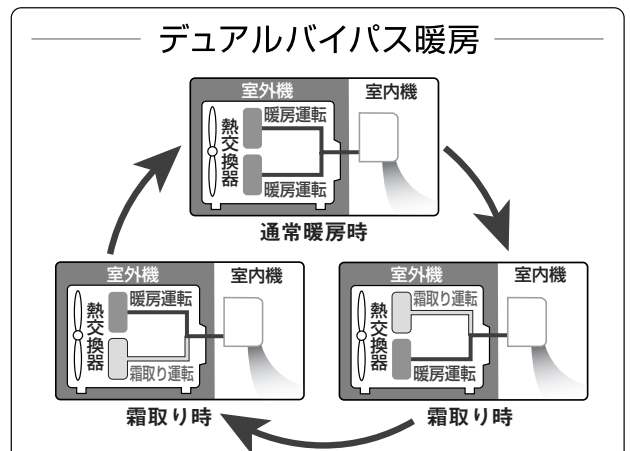 デュアルバイパス暖房
室外機
室内機
暖房運転
熱交換器
暖房運転
通常暖房時
室外機
室内機
暖房運転
熱交換器
霜取り運転
霜取り時
室外機
室内機
霜取り運転
熱交換器
暖房運転
霜取り時